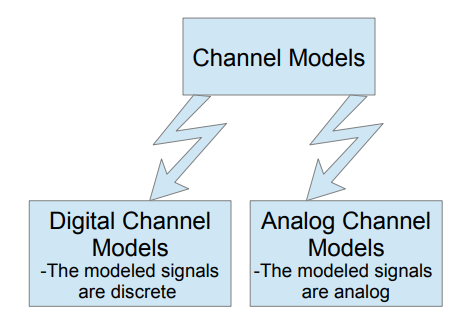 Channel Models
Digital Channel
Models
-The modeled signals
are discrete
Analog Channel
Models
-The modeled signals
are analog